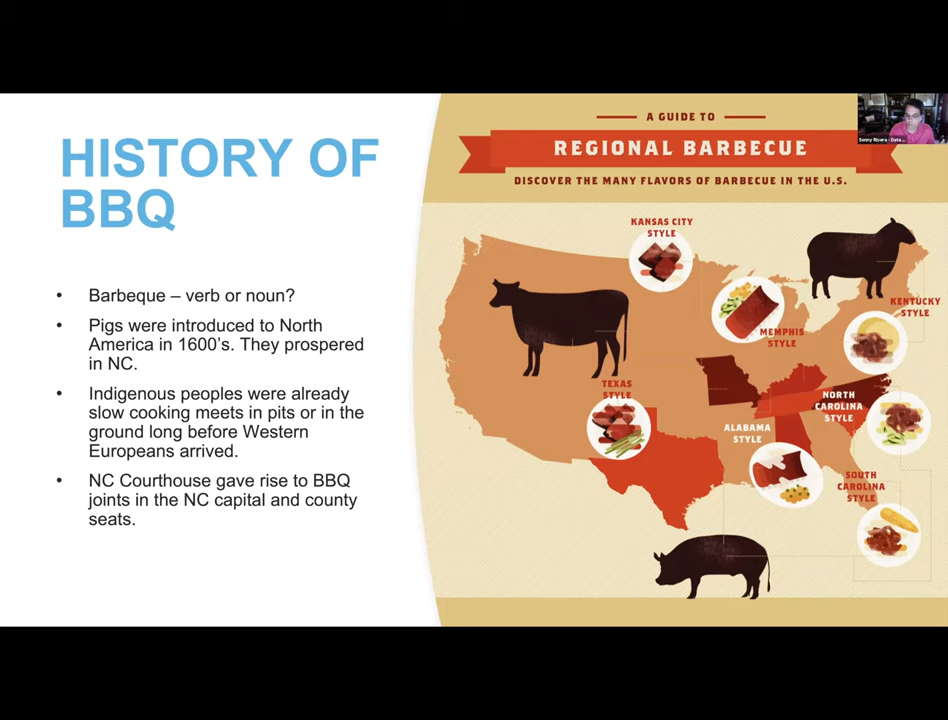 HISTORY OF
BBQ
• Barbeque – verb or noun?
• Pigs were introduced to North
America in 1600's. They prospered
in NC.
• Indigenous peoples were already
slow cooking meets in pits or in the
ground long before Western
Europeans arrived.
• NC Courthouse gave rise to BBQ
joints in the NC capital and county
seats.
A GUIDE TO
REGIONAL BARBECUE
DISCOVER THE MANY FLAVORS OF BARBECUE IN THE U.S.
KANSAS CITY
STYLE
MEMPHIS
STYLE
KENTUCKY
STYLE
TEXAS
STYLE
NORTH
CAROLINA
STYLE
ALABAMA
STYLE
SOUTH
CAROLINA
STYLE
Sonny Rivera - Data ...